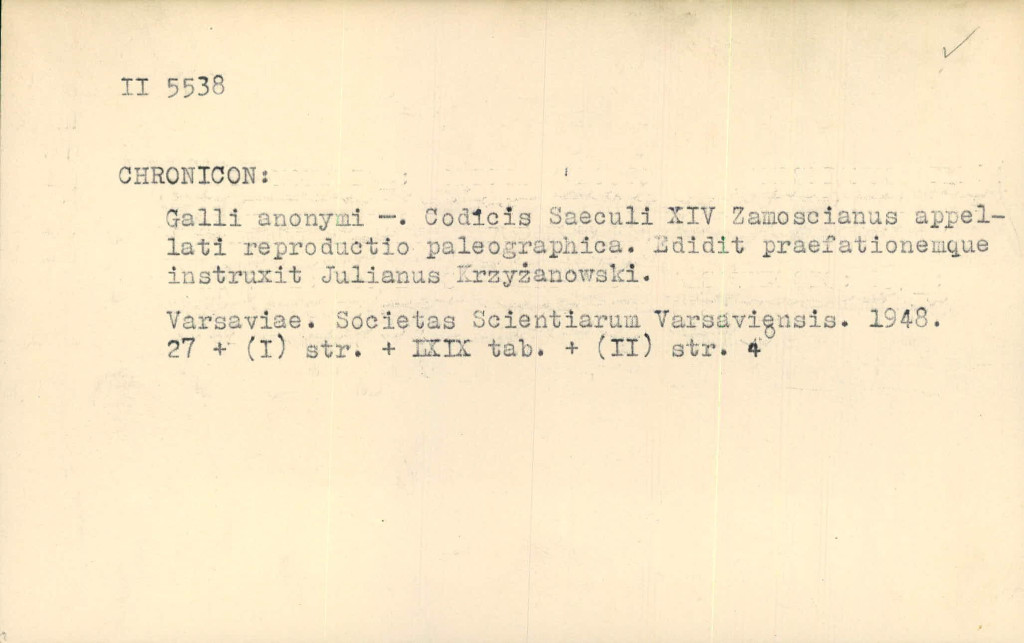 II 5538
CHRONICON:
Galli anonymi —. Codicis Saeculi XIV Zamoscianus appel-
lati reproductio paleographica. Edidit praefationemque
instruxit Julianus Krzyżanowski.
Varsaviae. Societas Scientiarum Varsaviensis. 1948.
27 + (I) str. + LXIX tab. + (II) str. 4⁰